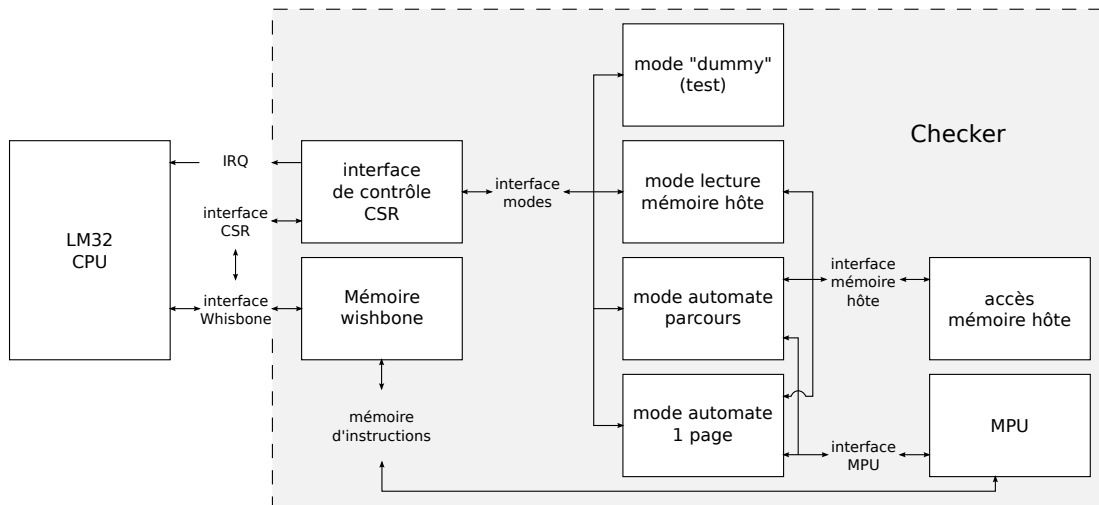 mode "dummy"
(test)
Checker
IRQ
interface
de contrôle
CSR
interface
modes
mode lecture
mémoire hôte
interface
CSR
LM32
CPU
interface
Whisbone
Mémoire
wishbone
mode automate
parcours
interface
mémoire
hôte
accès
mémoire hôte
mémoire
d'instructions
mode automate
1 page
interface
MPU
MPU